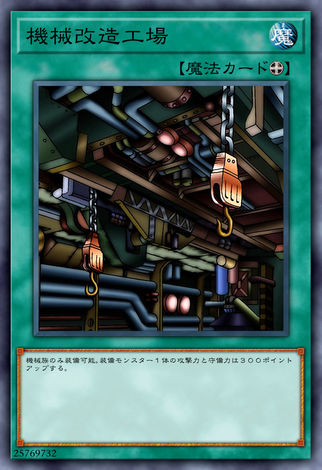 機械改造工場
魔
【魔法カード】
機械族のみ装備可能。装備モンスター1体の攻撃力と守備力は300ポイント
アップする。
25769732